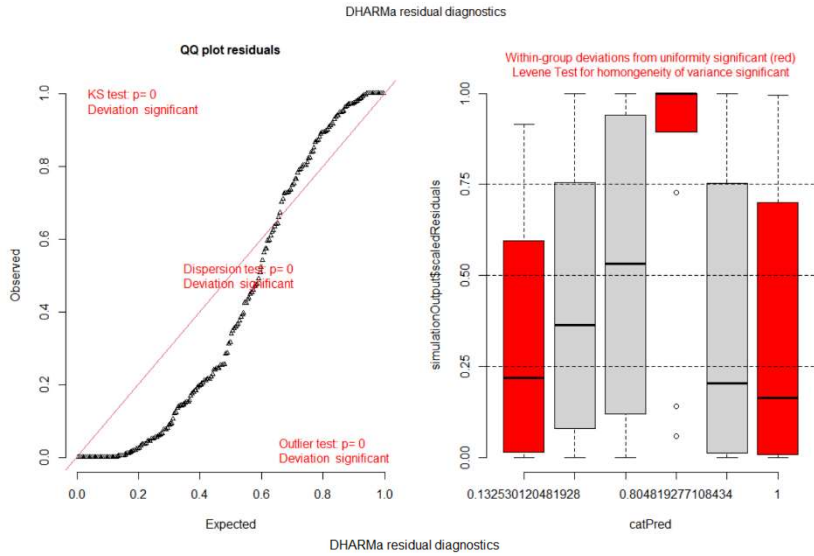 DHARMa residual diagnostics
QQ plot residuals
KS test: p= 0
Deviation significant
Dispersion test: p= 0
Deviation significant
Outlier test: p= 0
Deviation significant
Observed
0.0
0.2
0.4
0.6
0.8
1.0
0.0 0.2 0.4 0.6 0.8 1.0
Expected
Within-group deviations from uniformity significant (red)
Levene Test for homongeneity of variance significant
simulationOutput$scaledResiduals
0.00
0.25
0.50
0.75
1.00
0.132530120481928 0.804819277108434 1
catPred
DHARMa residual diagnostics